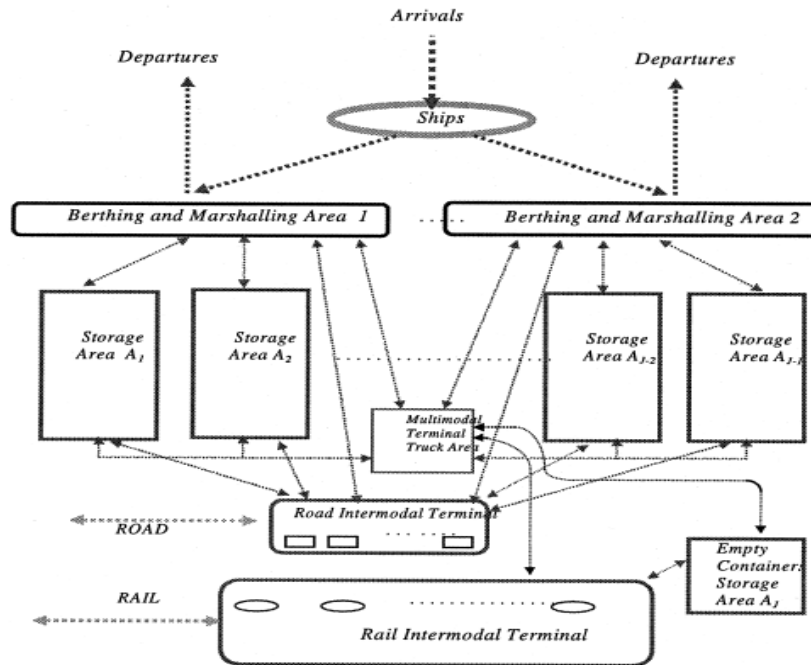 Arrivals
Departures
Departures
Ships
Berthing and Marshalling Area 1
Berthing and Marshalling Area 2
Storage
Area A1
Storage
Area A2
Storage
Area AJ-2
Storage
Area AJ-1
Multimodal
Terminal
Truck Area
Road Intermodal Terminal
ROAD
Empty
Containers
Storage
Area AJ
RAIL
Rail Intermodal Terminal